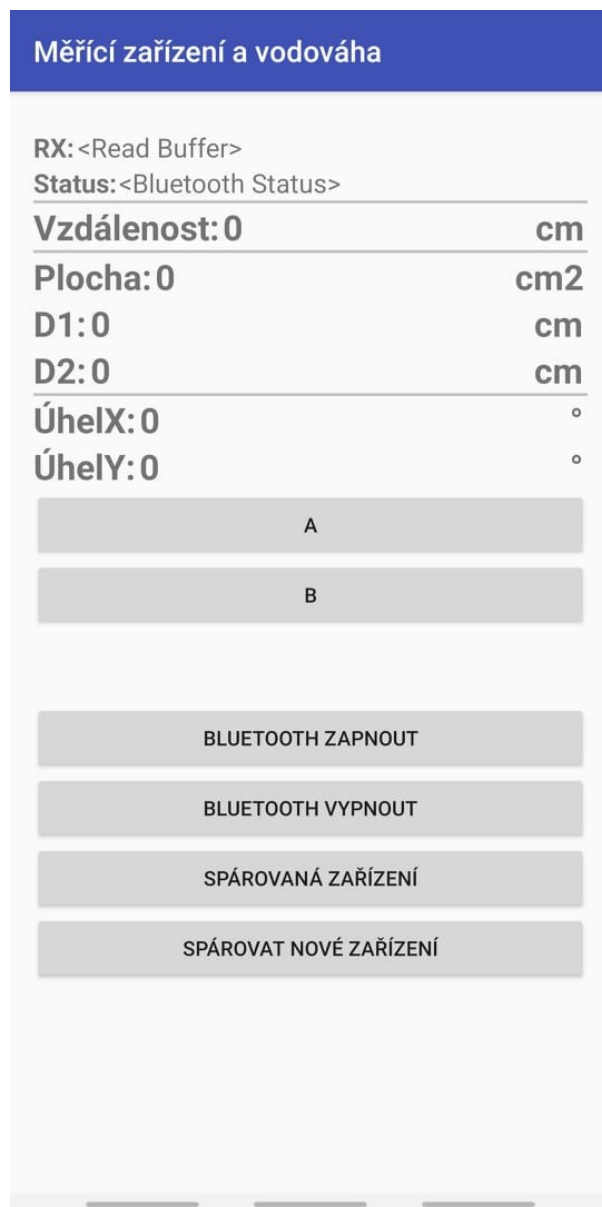 Měřící zařízení a vodováha
RX:<Read Buffer>
Status:<Bluetooth Status>
Vzdálenost:0 cm
Plocha:0 cm2
D1:0 cm
D2:0 cm
ÚhelX:0 °
ÚhelY:0 °
A
B
BLUETOOTH ZAPNOUT
BLUETOOTH VYPNOUT
SPÁROVANÁ ZAŘÍZENÍ
SPÁROVAT NOVÉ ZAŘÍZENÍ